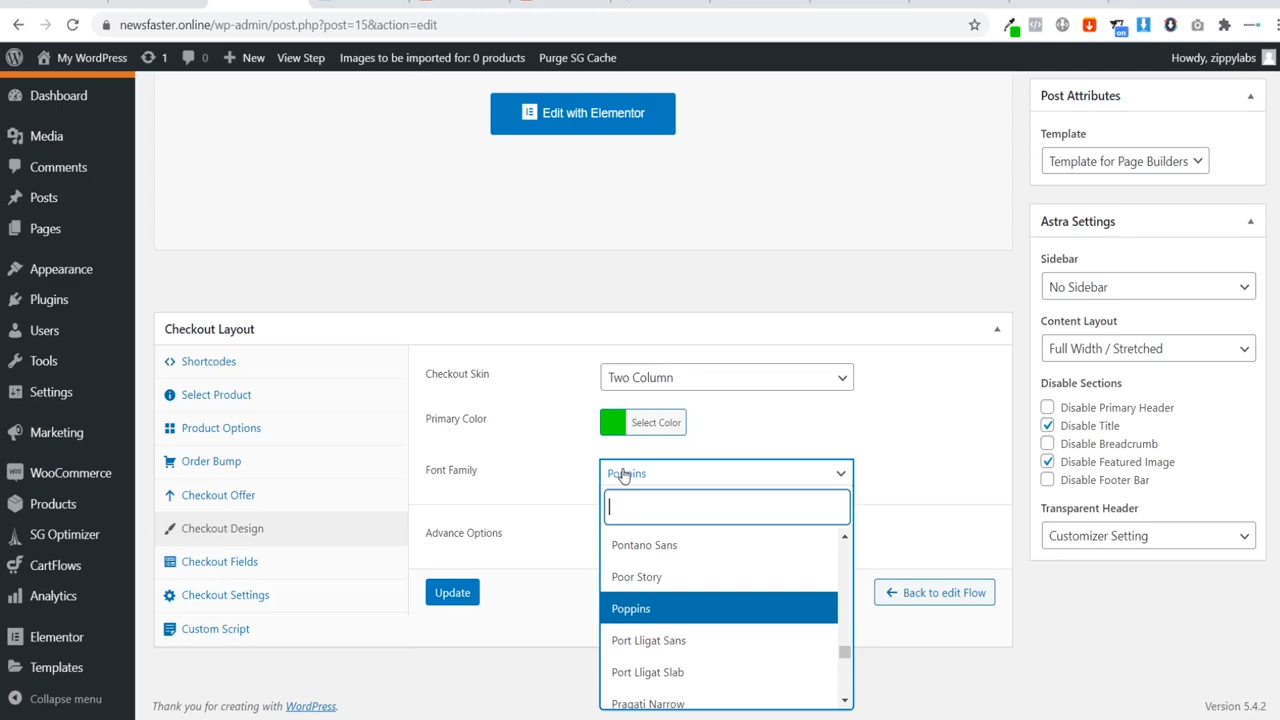 newsfaster.online/wp-admin/post.php?post=15&action=edit
on
My WordPress
1
0
New
View Step
Images to be imported for: 0 products
Purge SG Cache
Howdy, zippylabs
Dashboard
Media
Comments
Posts
Pages
Appearance
Plugins
Users
Tools
Settings
Marketing
WooCommerce
Products
SG Optimizer
CartFlows
Analytics
Elementor
Templates
Collapse menu
Edit with Elementor
Checkout Layout
Shortcodes
Select Product
Product Options
Order Bump
Checkout Offer
Checkout Design
Checkout Fields
Checkout Settings
Custom Script
Checkout Skin
Two Column
Primary Color
Select Color
Font Family
Poppins
Pontano Sans
Poor Story
Poppins
Port Lligat Sans
Port Lligat Slab
Pragati Narrow
Advance Options
Update
Back to edit Flow
Thank you for creating with WordPress.
Version 5.4.2
Post Attributes
Template
Template for Page Builders
Astra Settings
Sidebar
No Sidebar
Content Layout
Full Width / Stretched
Disable Sections
Disable Primary Header
Disable Title
Disable Breadcrumb
Disable Featured Image
Disable Footer Bar
Transparent Header
Customizer Setting